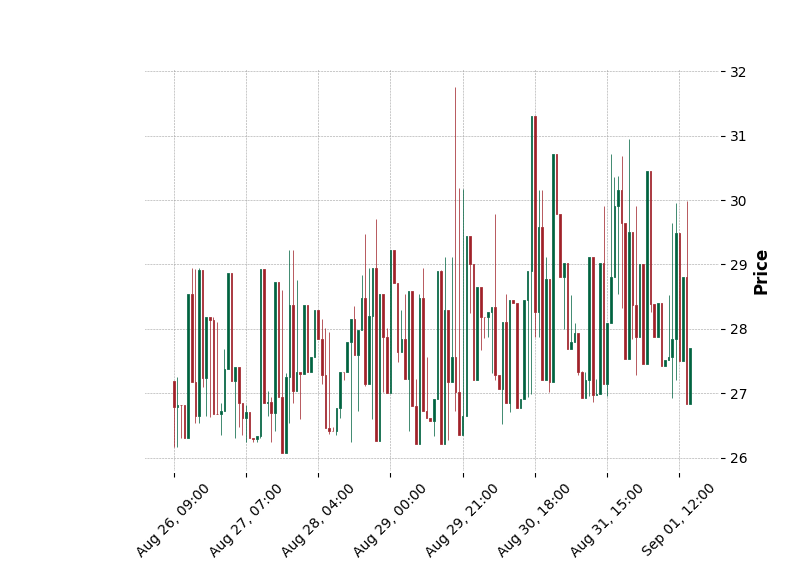 32
31
30
29
28
27
26
Price
Aug 26, 09:00
Aug 27, 07:00
Aug 28, 04:00
Aug 29, 00:00
Aug 29, 21:00
Aug 30, 18:00
Aug 31, 15:00
Sep 01, 12:00